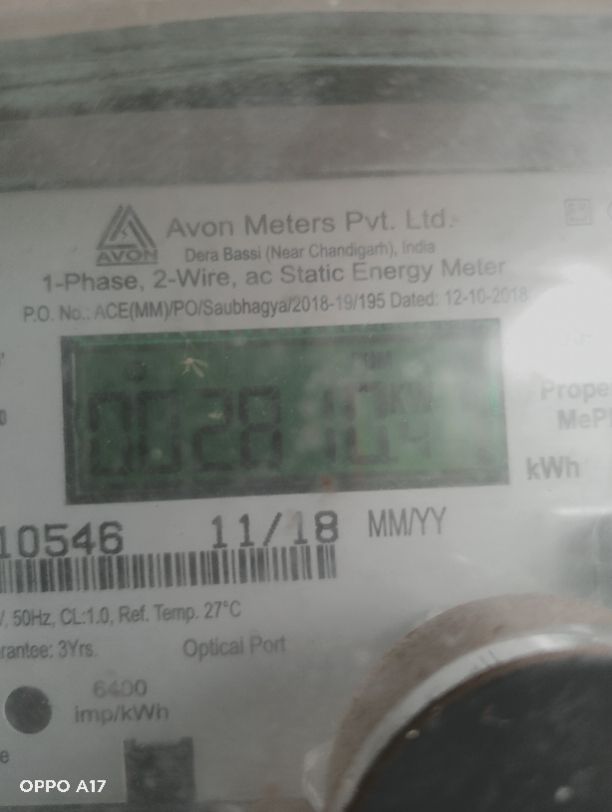 AVON
Avon Meters Pvt. Ltd.
Dera Bassi (Near Chandigarh), India
1-Phase, 2-Wire, ac Static Energy Meter
P.O. No.: ACE(MM)/PO/Saubhagya/2018-19/195 Dated: 12-10-2018
Prope
MeP
kWh
10546 11/18 MM/YY
50Hz, CL:1.0, Ref. Temp. 27°C
rantee: 3Yrs. Optical Port
6400
imp/kWh
OPPO A17